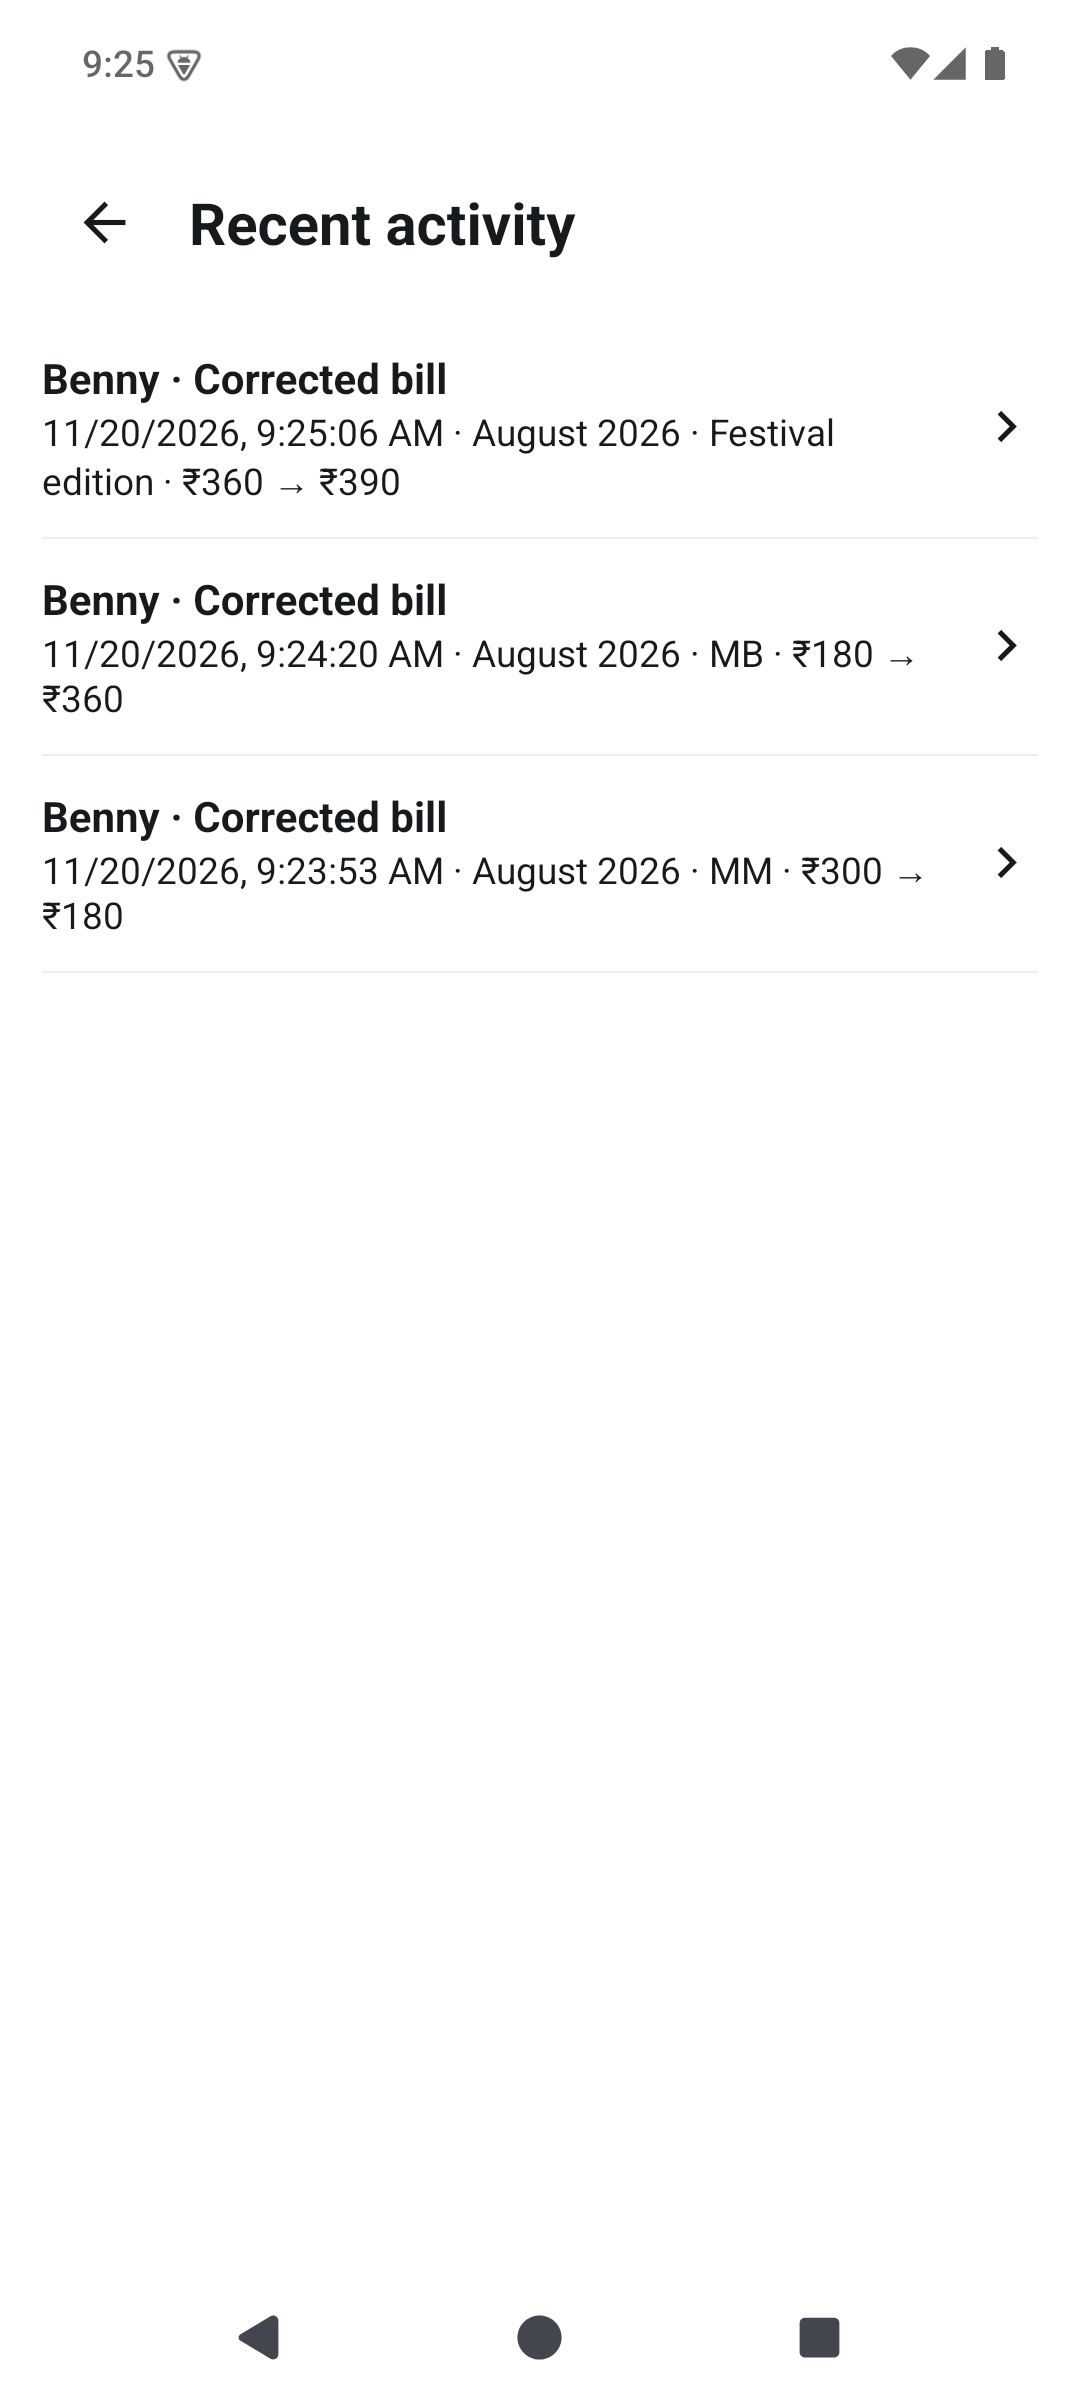 9:25
Recent activity
Benny · Corrected bill
11/20/2026, 9:25:06 AM · August 2026 · Festival
edition · ₹360 → ₹390
Benny · Corrected bill
11/20/2026, 9:24:20 AM · August 2026 · MB · ₹180 →
₹360
Benny · Corrected bill
11/20/2026, 9:23:53 AM · August 2026 · MM · ₹300 →
₹180